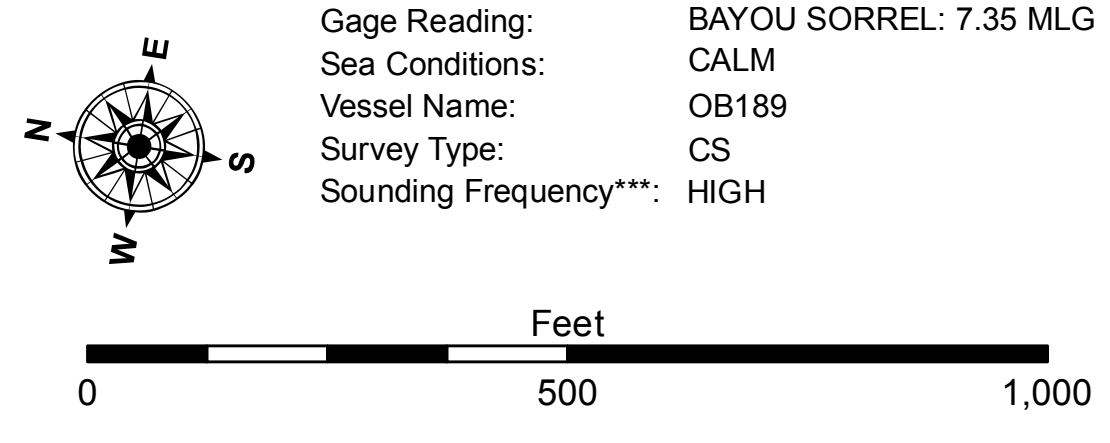 Gage Reading: BAYOU SORREL: 7.35 MLG
Sea Conditions: CALM
Vessel Name: OB189
Survey Type: CS
Sounding Frequency***: HIGH
E
N
S
W
Feet
0 500 1,000